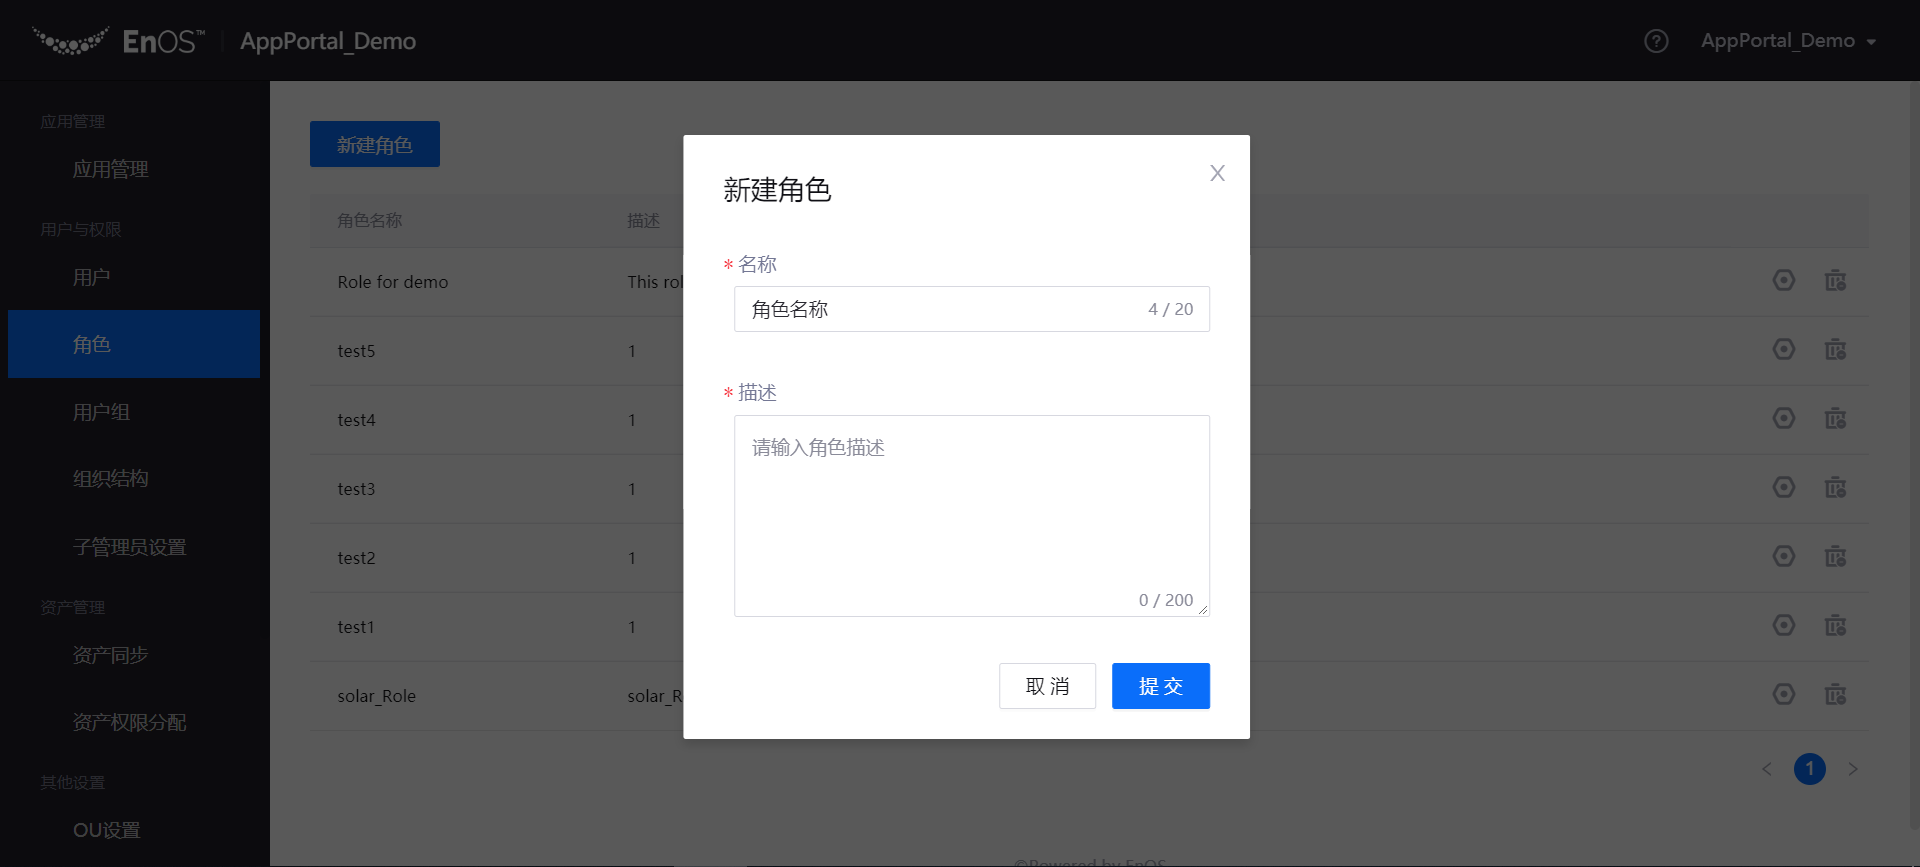 EnOS™ AppPortal_Demo
AppPortal_Demo
应用管理
应用管理
用户与权限
用户
角色
用户组
组织结构
子管理员设置
资产管理
资产同步
资产权限分配
其他设置
OU设置
新建角色
角色名称 描述
Role for demo This rol
test5 1
test4 1
test3 1
test2 1
test1 1
solar_Role solar_R
1
©Powered by EnOS
新建角色
X
* 名称
角色名称 4 / 20
* 描述
请输入角色描述
0 / 200
取 消 提 交